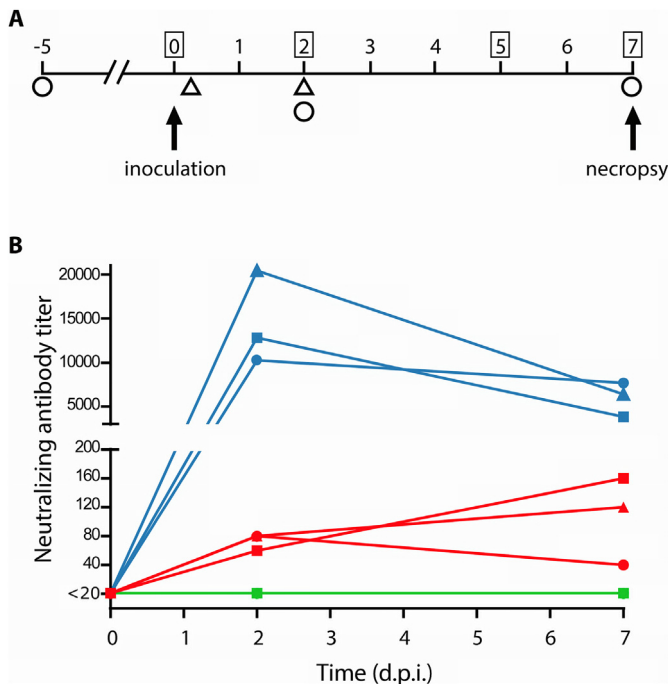 A
-5 0 1 2 3 4 5 6 7
inoculation necropsy
B
Neutralizing antibody titer
20000
15000
10000
5000
200
160
120
80
40
<20
0 1 2 3 4 5 6 7
Time (d.p.i.)